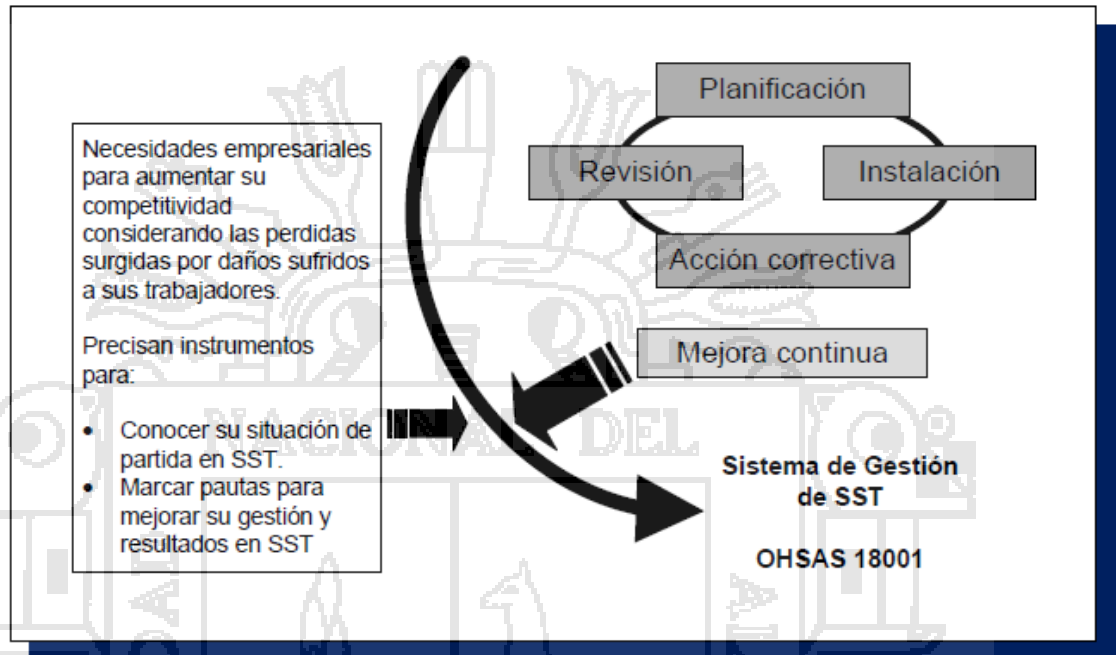 Necesidades empresariales
para aumentar su
competitividad
considerando las perdidas
surgidas por daños sufridos
a sus trabajadores.
Precisan instrumentos
para:
• Conocer su situación de
partida en SST.
• Marcar pautas para
mejorar su gestión y
resultados en SST
Planificación
Revisión
Instalación
Acción correctiva
Mejora continua
Sistema de Gestión
de SST
OHSAS 18001
NACIONAL DEL